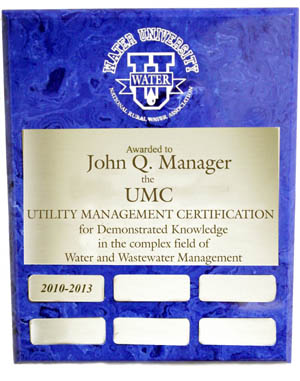 WATER UNIVERSITY
U
WATER
NATIONAL RURAL WATER ASSOCIATION
Awarded to
John Q. Manager
the
UMC
UTILITY MANAGEMENT CERTIFICATION
for Demonstrated Knowledge
in the complex field of
Water and Wastewater Management
2010-2013